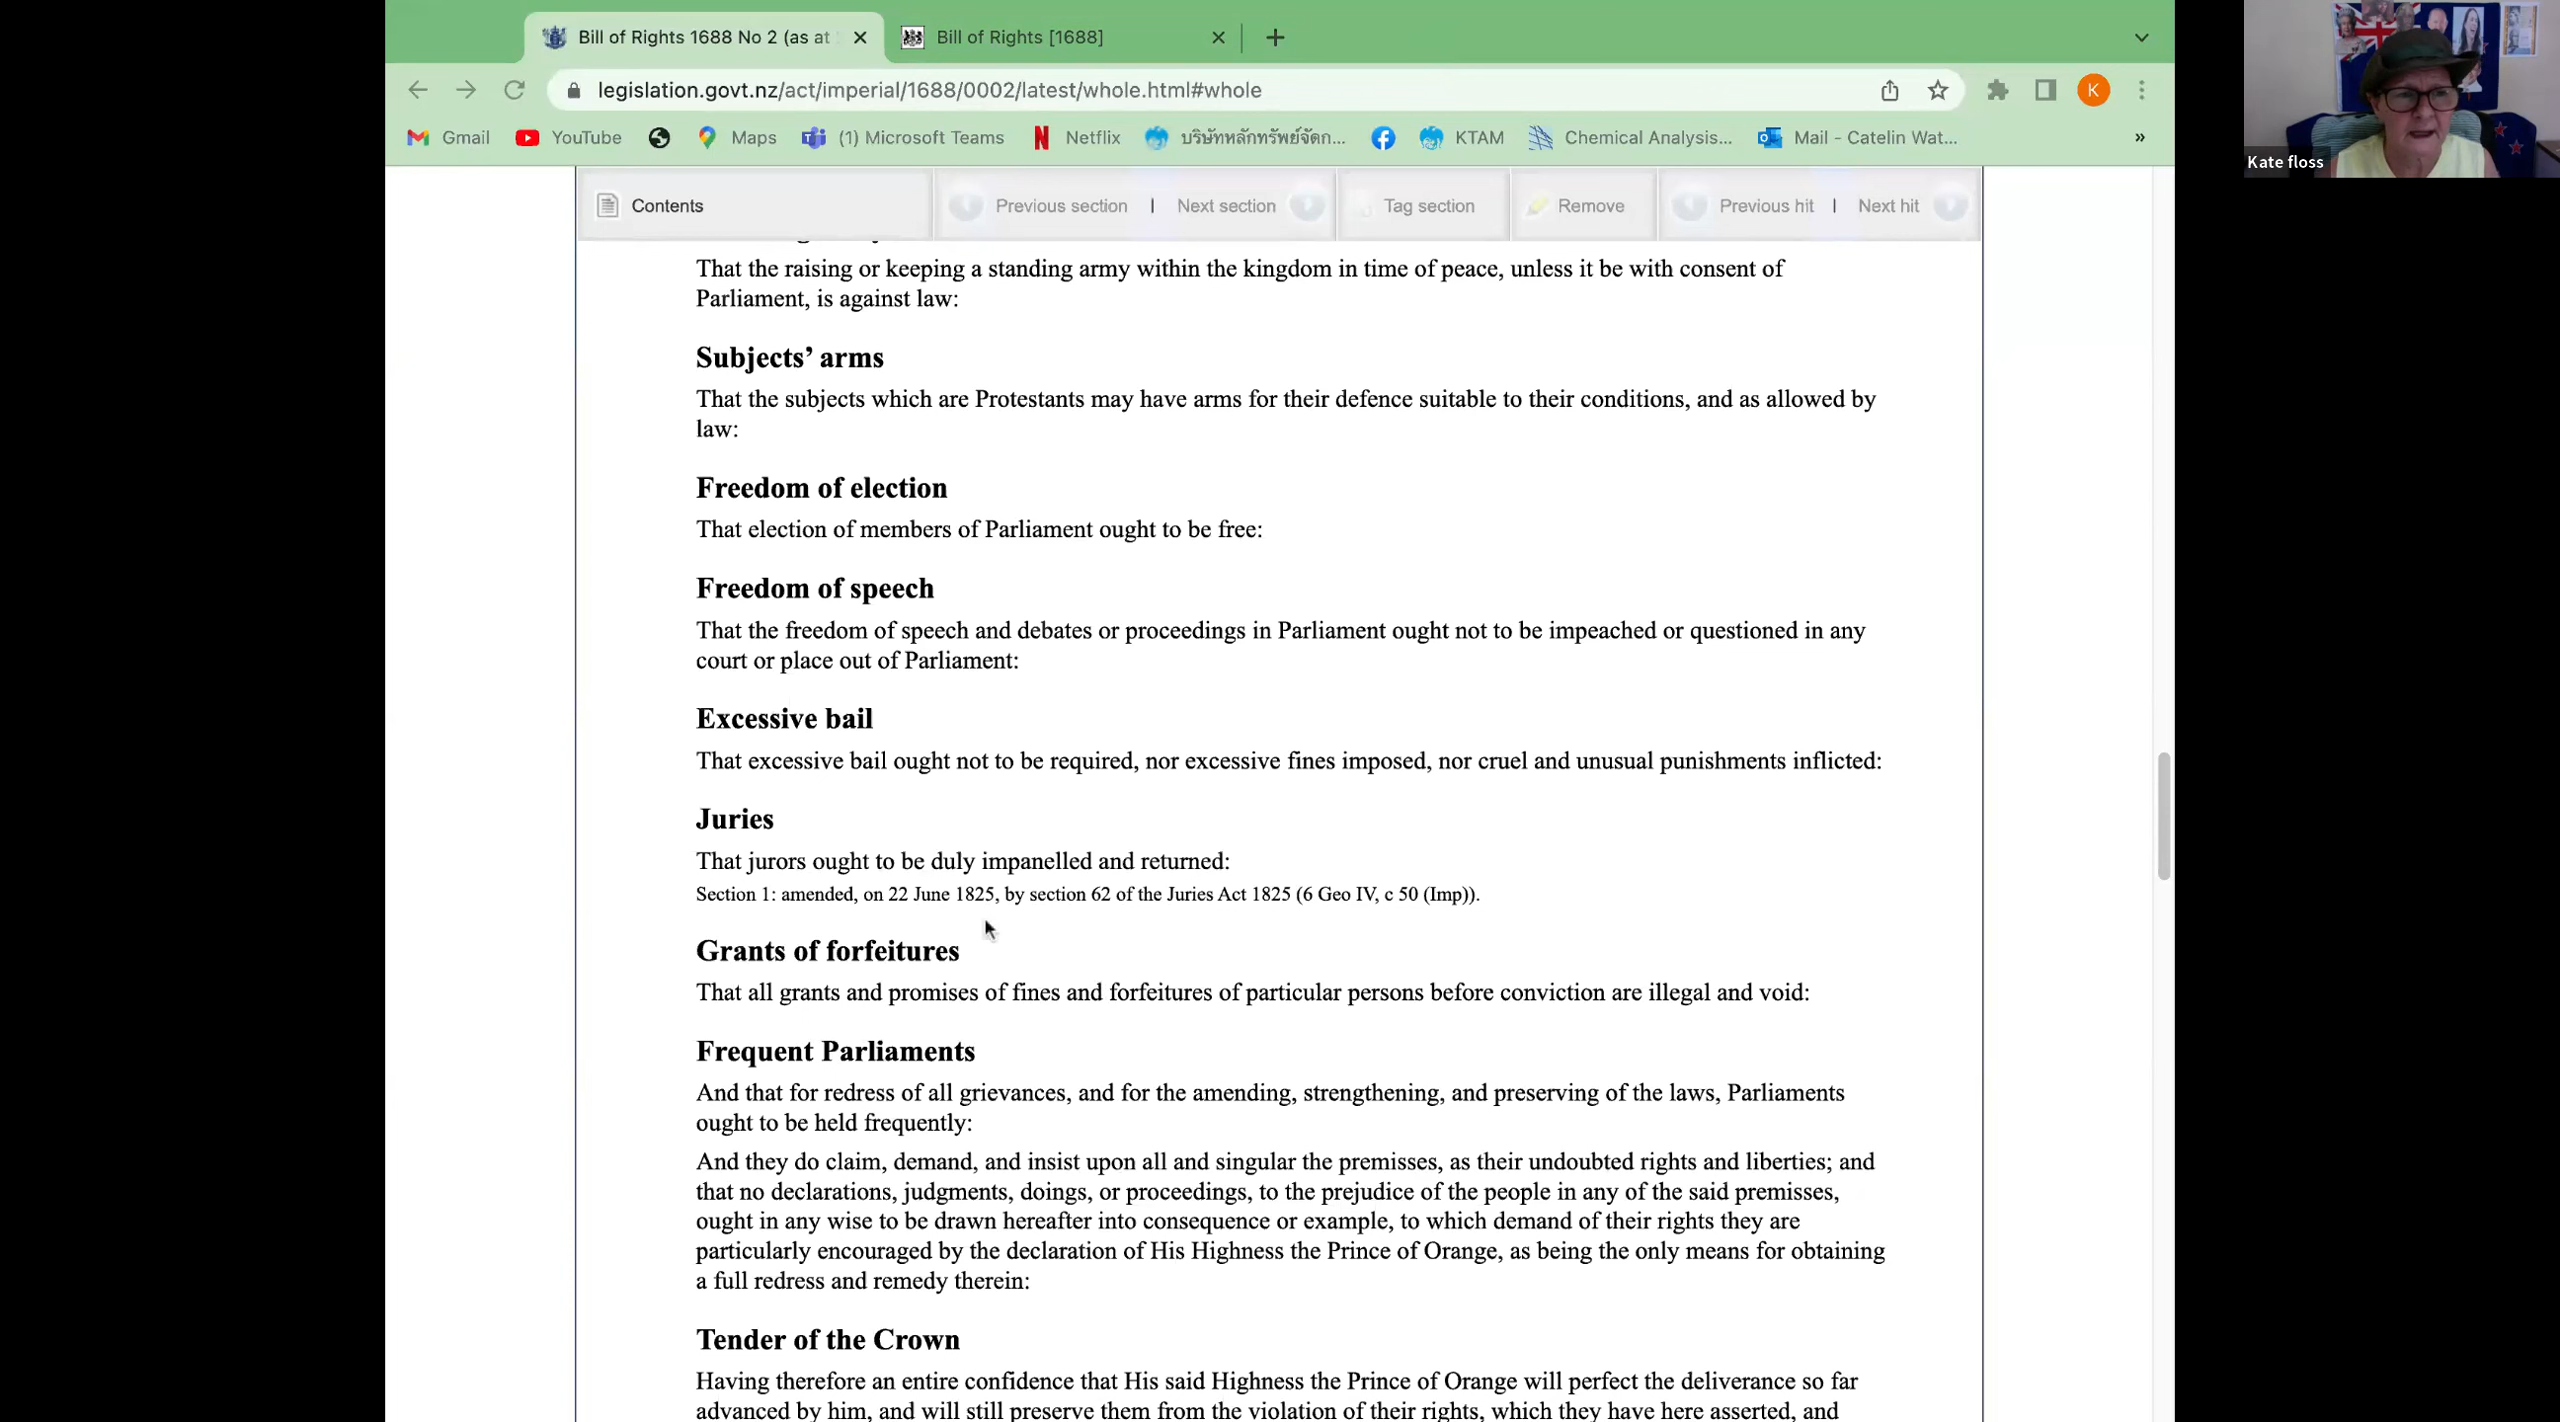 Bill of Rights 1688 No 2 (as at
Bill of Rights [1688]
legislation.govt.nz/act/imperial/1688/0002/latest/whole.html#whole
K
Gmail
YouTube
Maps
(1) Microsoft Teams
Netflix
บริษัทหลักทรัพย์จัดก...
KTAM
Chemical Analysis...
Mail - Catelin Wat...
»
Kate floss
Contents
Previous section | Next section
Tag section
Remove
Previous hit | Next hit
That the raising or keeping a standing army within the kingdom in time of peace, unless it be with consent of
Parliament, is against law:
Subjects’ arms
That the subjects which are Protestants may have arms for their defence suitable to their conditions, and as allowed by
law:
Freedom of election
That election of members of Parliament ought to be free:
Freedom of speech
That the freedom of speech and debates or proceedings in Parliament ought not to be impeached or questioned in any
court or place out of Parliament:
Excessive bail
That excessive bail ought not to be required, nor excessive fines imposed, nor cruel and unusual punishments inflicted:
Juries
That jurors ought to be duly impanelled and returned:
Section 1: amended, on 22 June 1825, by section 62 of the Juries Act 1825 (6 Geo IV, c 50 (Imp)).
Grants of forfeitures
That all grants and promises of fines and forfeitures of particular persons before conviction are illegal and void:
Frequent Parliaments
And that for redress of all grievances, and for the amending, strengthening, and preserving of the laws, Parliaments
ought to be held frequently:
And they do claim, demand, and insist upon all and singular the premisses, as their undoubted rights and liberties; and
that no declarations, judgments, doings, or proceedings, to the prejudice of the people in any of the said premisses,
ought in any wise to be drawn hereafter into consequence or example, to which demand of their rights they are
particularly encouraged by the declaration of His Highness the Prince of Orange, as being the only means for obtaining
a full redress and remedy therein:
Tender of the Crown
Having therefore an entire confidence that His said Highness the Prince of Orange will perfect the deliverance so far
advanced by him, and will still preserve them from the violation of their rights, which they have here asserted, and